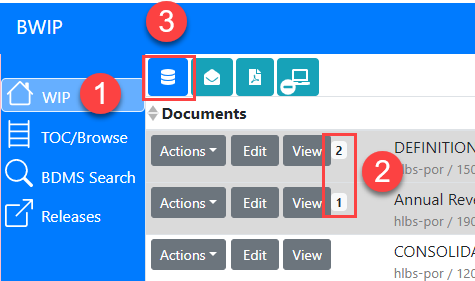 BWIP
3
WIP
1
TOC/Browse
BDMS Search
Releases
Documents
Actions Edit View 2 DEFINITION
hlbs-por / 150
Actions Edit View 1 Annual Reve
2
hlbs-por / 190
Actions Edit View CONSOLIDA
hlbs-por / 120